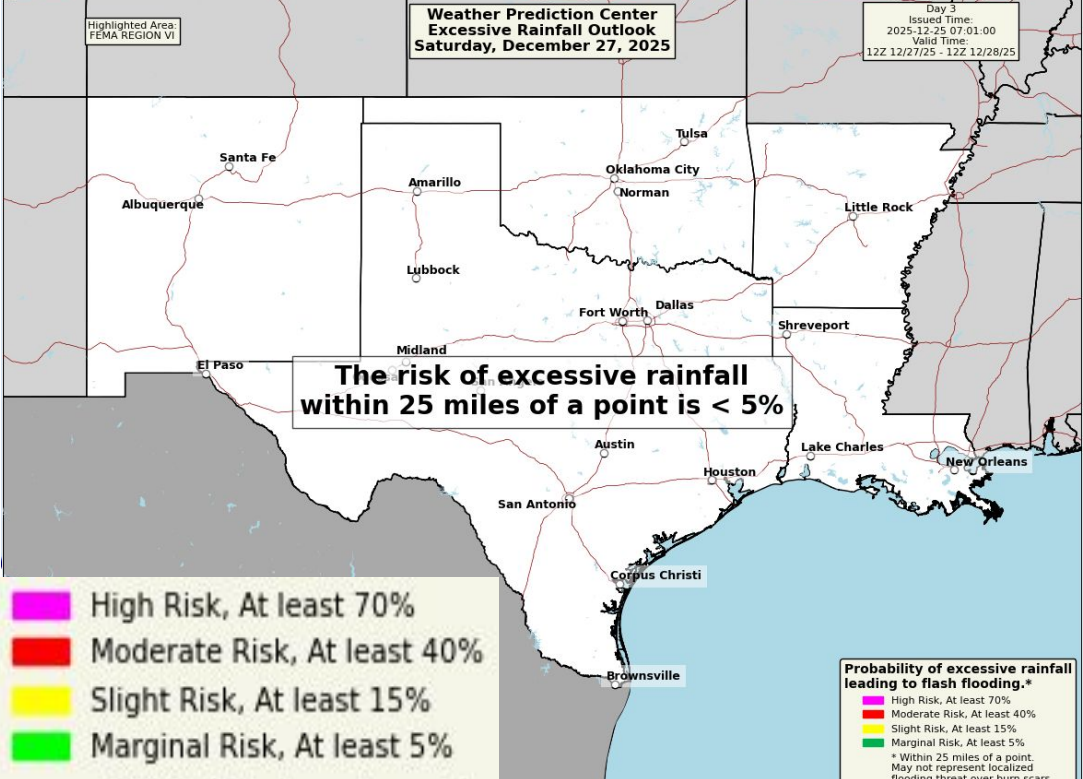 Highlighted Area:
FEMA REGION VI
Weather Prediction Center
Excessive Rainfall Outlook
Saturday, December 27, 2025
Day 3
Issued Time:
2025-12-25 07:01:00
Valid Time:
12Z 12/27/25 - 12Z 12/28/25
Tulsa
Santa Fe
Oklahoma City
Amarillo
Norman
Albuquerque
Little Rock
Lubbock
Dallas
Fort Worth
Shreveport
Midland
El Paso
The risk of excessive rainfall
within 25 miles of a point is < 5%
Austin
Lake Charles
New Orleans
Houston
San Antonio
Corpus Christi
Brownsville
High Risk, At least 70%
Moderate Risk, At least 40%
Slight Risk, At least 15%
Marginal Risk, At least 5%
Probability of excessive rainfall
leading to flash flooding.*
High Risk, At least 70%
Moderate Risk, At least 40%
Slight Risk, At least 15%
Marginal Risk, At least 5%
* Within 25 miles of a point.
May not represent localized
flooding threat over burn scars